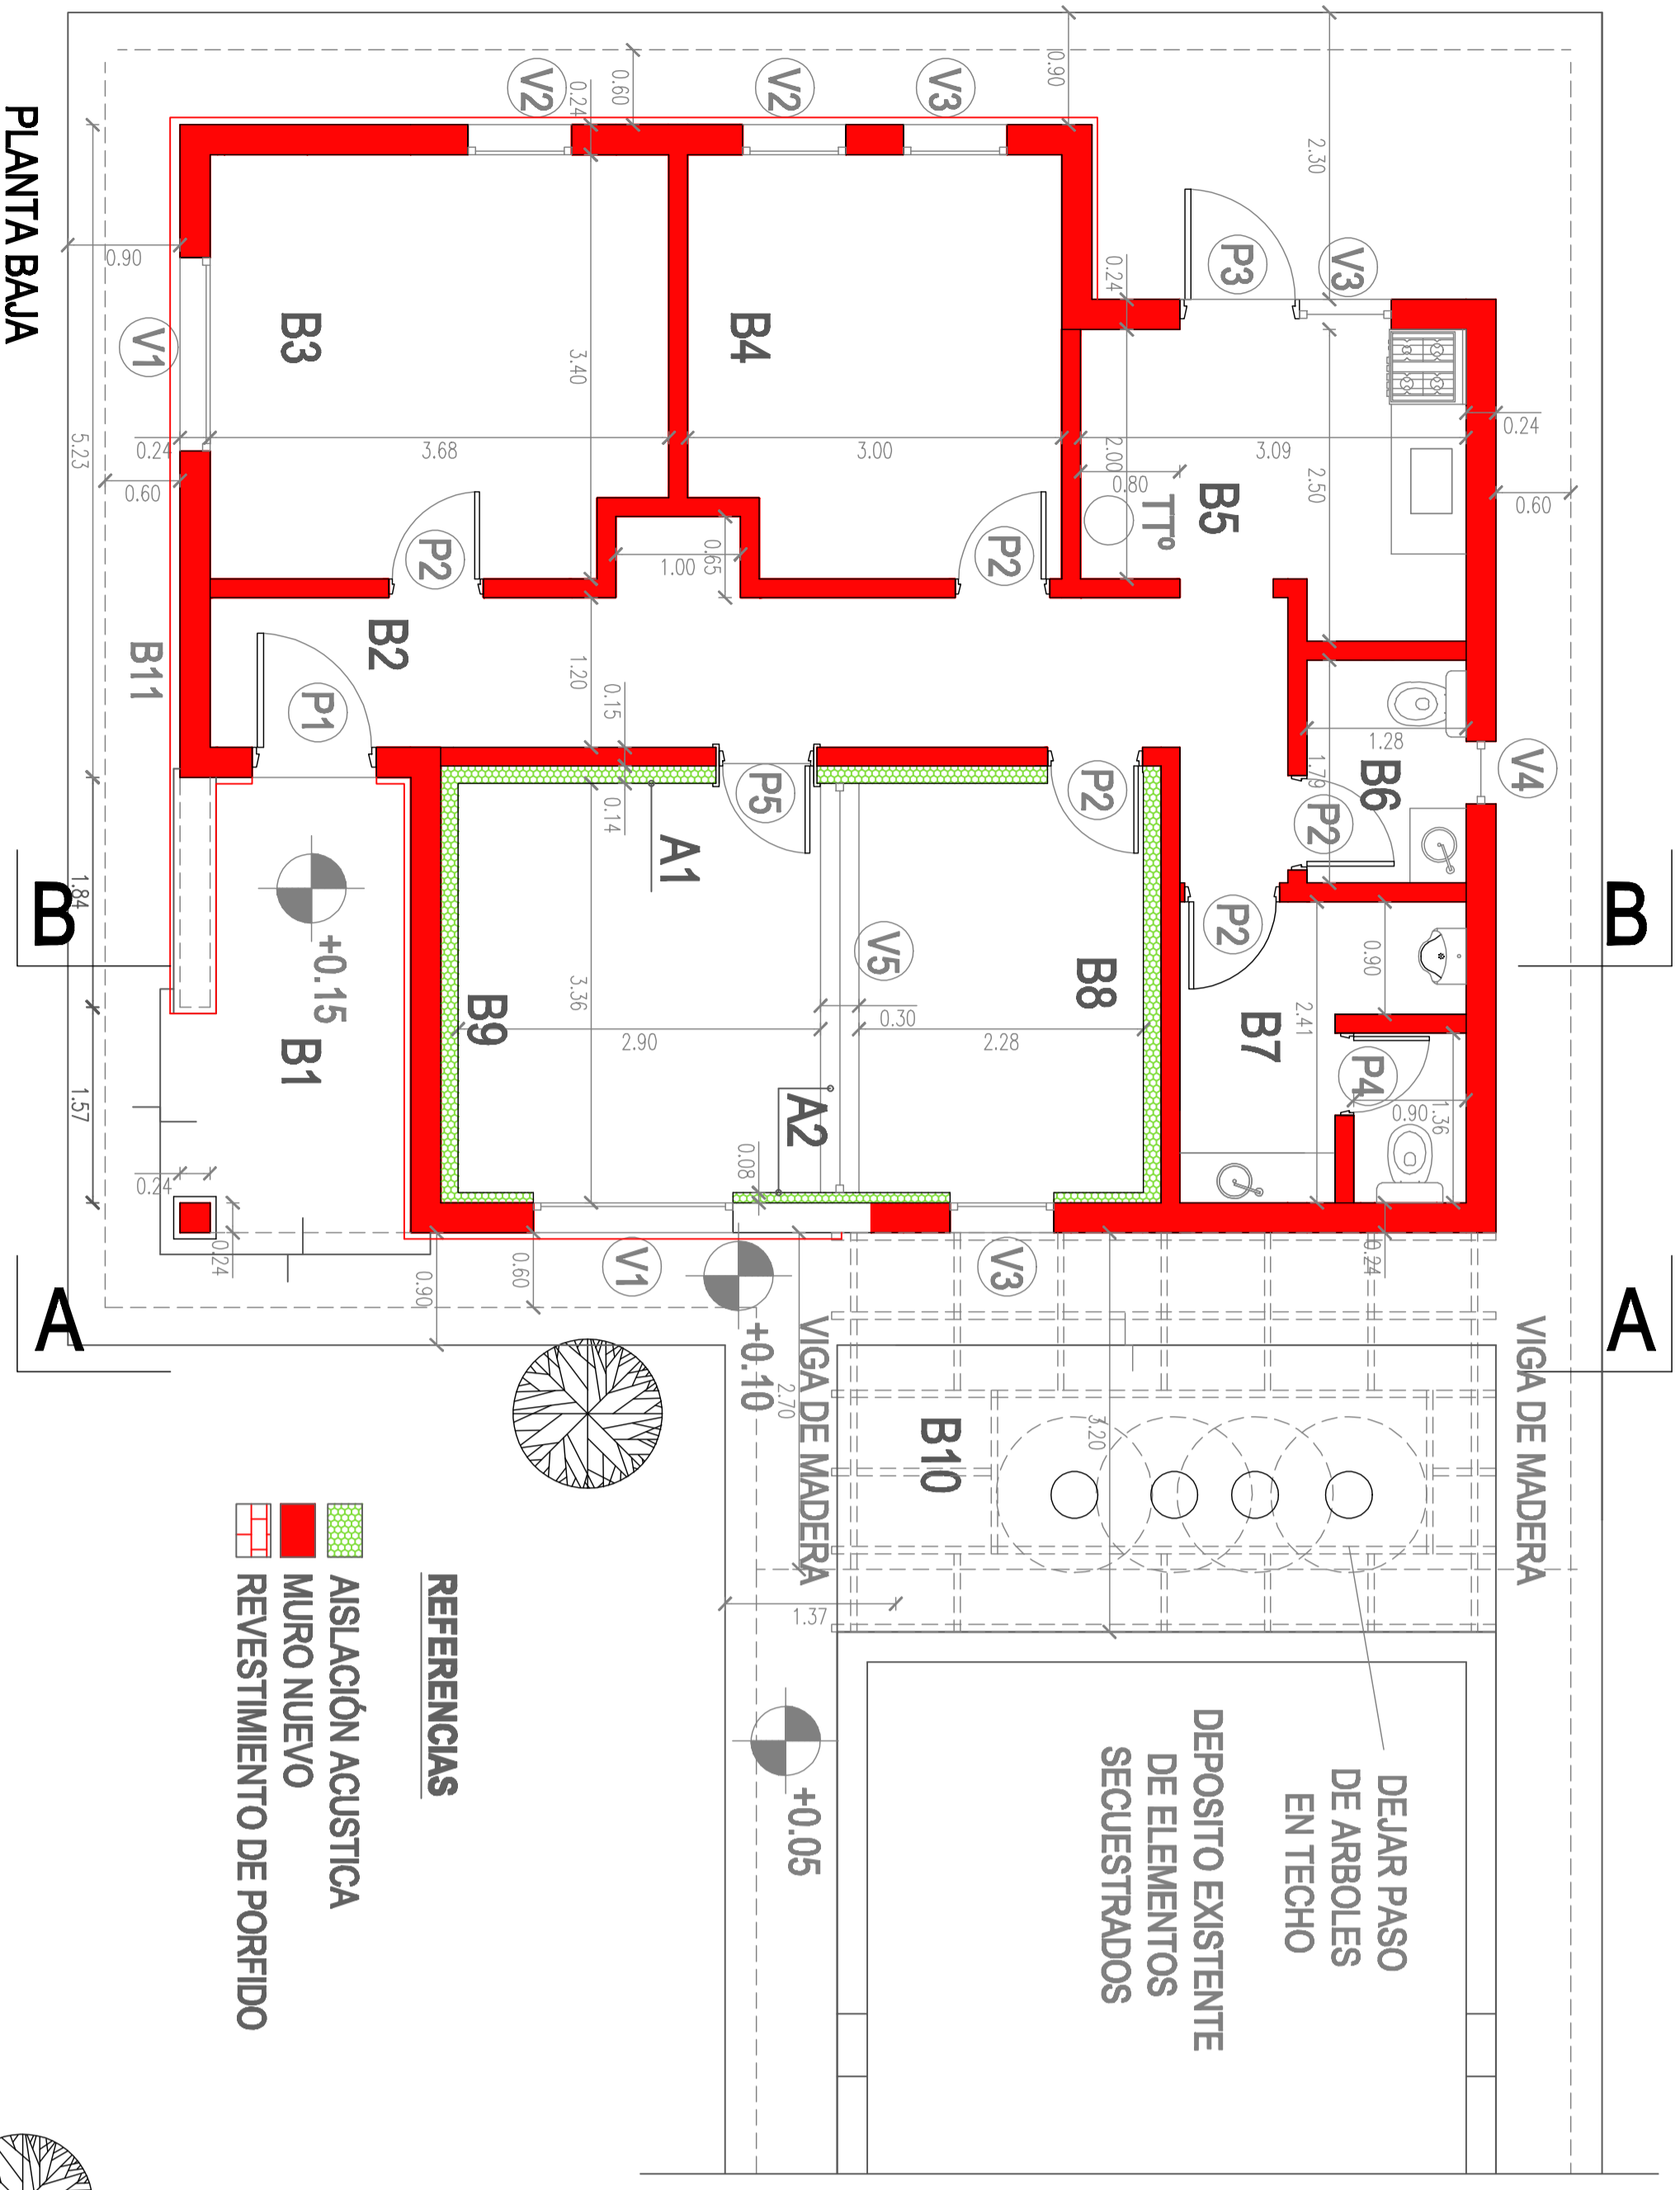 PLANTA BAJA
B
B
A
A
VIGA DE MADERA
VIGA DE MADERA
DEJAR PASO
DE ARBOLES
EN TECHO
DEPOSITO EXISTENTE
DE ELEMENTOS
SECUESTRADOS
REFERENCIAS
AISLACIÓN ACUSTICA
MURO NUEVO
REVESTIMIENTO DE PORFIDO
B1
B2
B3
B4
B5
B6
B7
B8
B9
B10
B11
A1
A2
TTº
V4
V3
V3
V2
V2
V1
V5
V3
V1
P3
P2
P2
P2
P2
P2
P1
P5
P4
+0.15
+0.10
+0.05
0.90
2.30
0.60
0.24
0.24
0.24
0.60
3.40
3.68
3.00
3.09
2.00
0.80
2.50
0.90
0.24
0.60
5.23
1.00
0.65
1.20
0.15
0.14
1.28
1.79
1.84
1.57
3.36
2.90
0.30
2.28
0.90
2.41
0.90
1.36
0.08
0.24
0.24
0.24
0.60
0.90
2.70
3.20
1.37